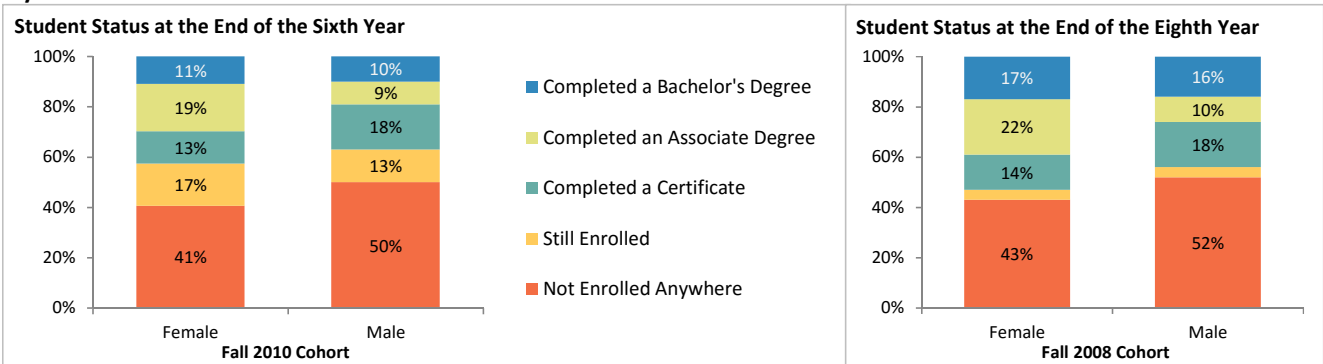 Student Status at the End of the Sixth Year
100%
80%
60%
40%
20%
0%
11%
19%
13%
17%
41%
10%
9%
18%
13%
50%
Female
Male
Fall 2010 Cohort
Completed a Bachelor's Degree
Completed an Associate Degree
Completed a Certificate
Still Enrolled
Not Enrolled Anywhere
Student Status at the End of the Eighth Year
100%
80%
60%
40%
20%
0%
17%
22%
14%
43%
16%
10%
18%
52%
Female
Male
Fall 2008 Cohort